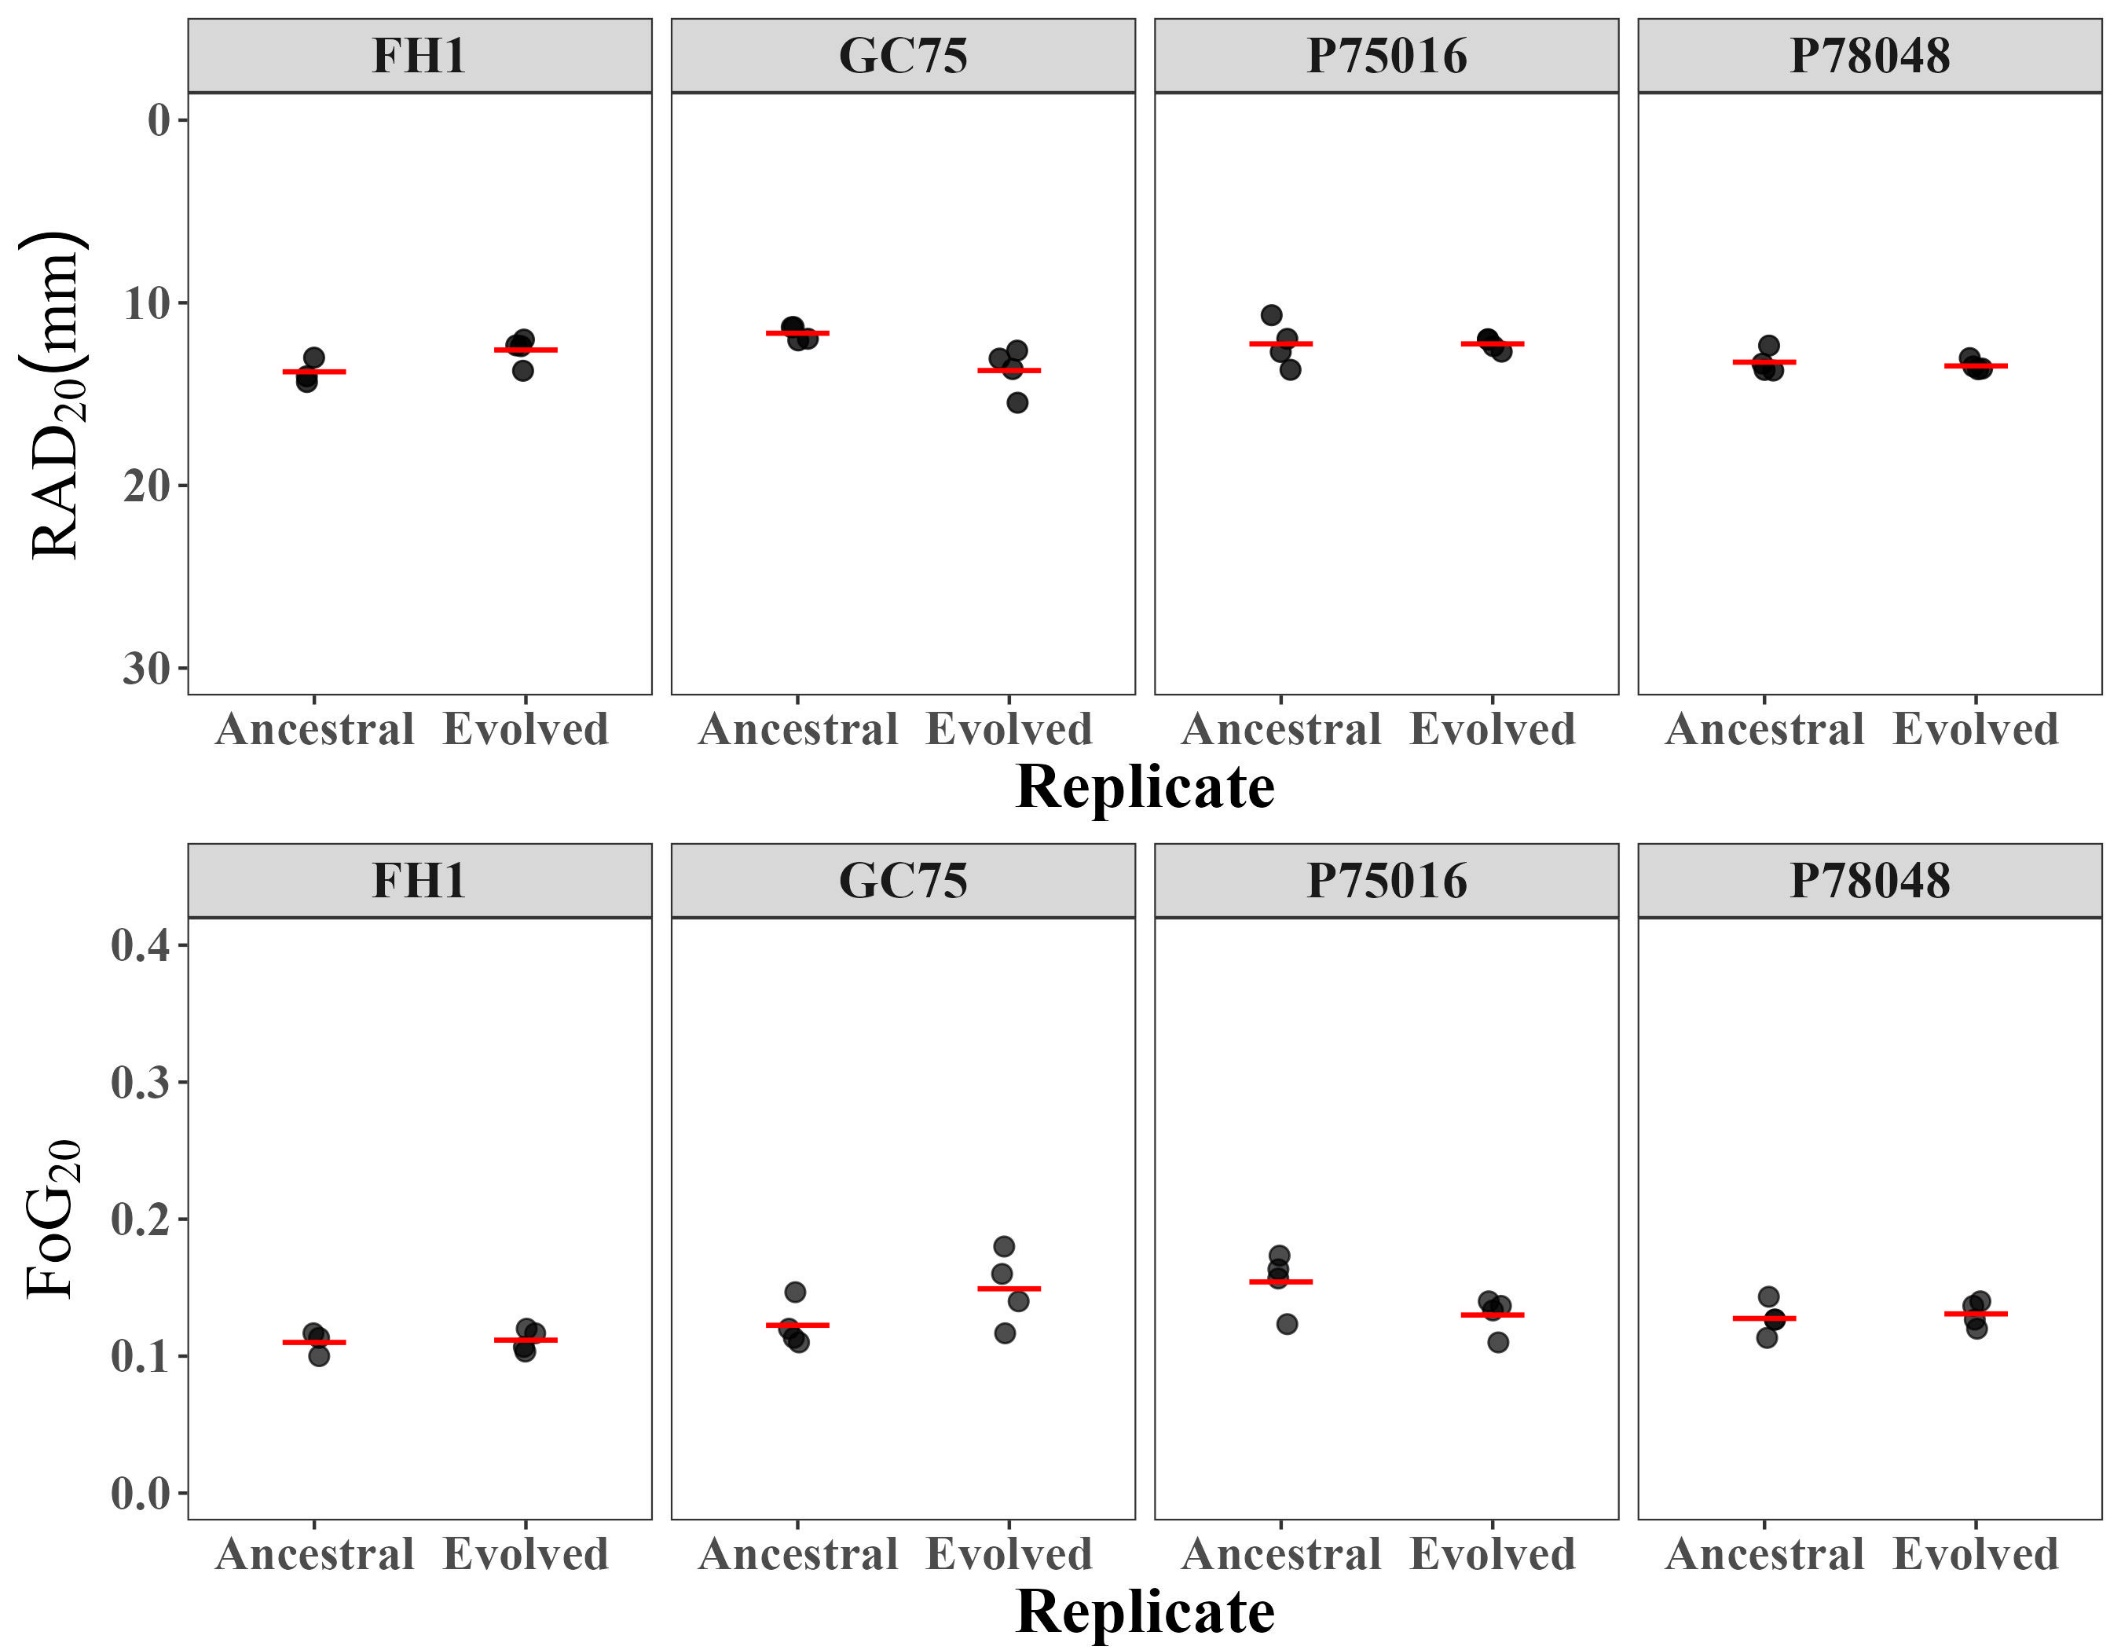 FH1 GC75 P75016 P78048
0
10
20
30
RAD20(mm)
Ancestral Evolved Ancestral Evolved Ancestral Evolved Ancestral Evolved
Replicate
FH1 GC75 P75016 P78048
0.4
0.3
0.2
0.1
0.0
FoG20
Ancestral Evolved Ancestral Evolved Ancestral Evolved Ancestral Evolved
Replicate